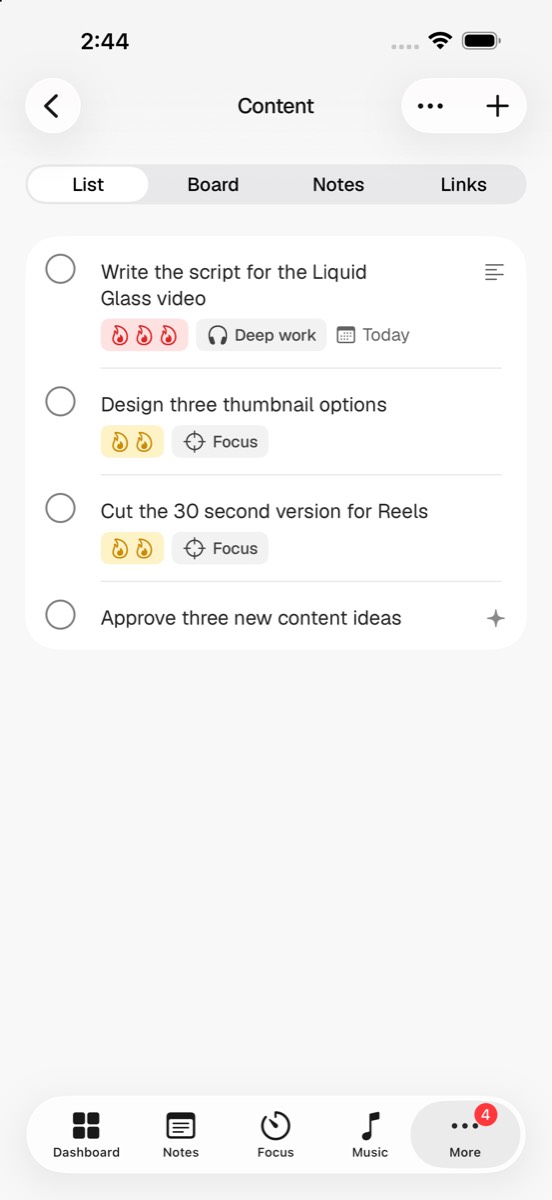 2:44
Content
List
Board
Notes
Links
Write the script for the Liquid
Glass video
Deep work
Today
Design three thumbnail options
Focus
Cut the 30 second version for Reels
Focus
Approve three new content ideas
4
Dashboard
Notes
Focus
Music
More